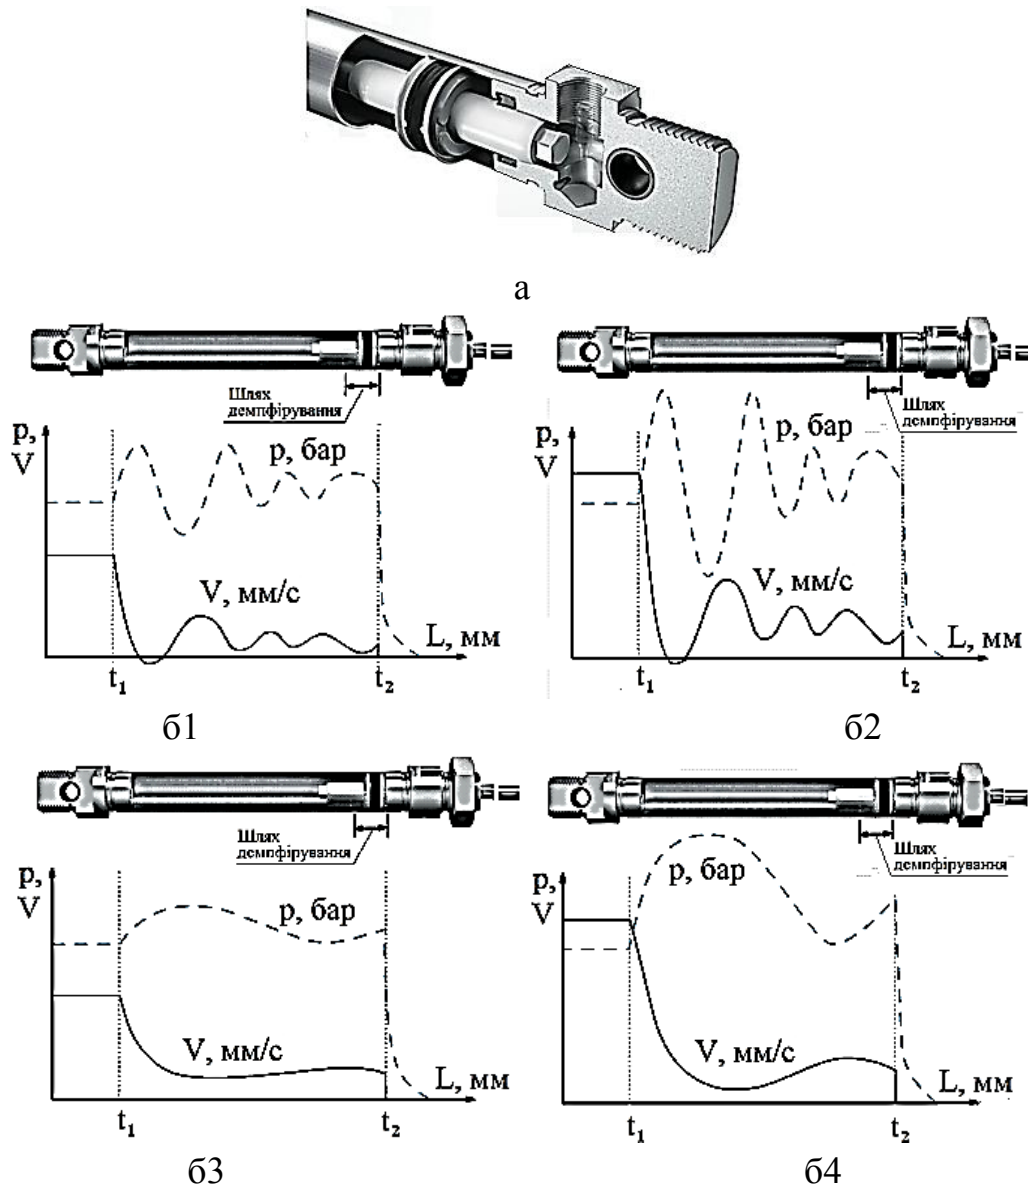 а
Шлях
демпфірування
p,
V
p, бар
V, мм/с
L, мм
t₁
t₂
б1
Шлях
демпфірування
p,
V
p, бар
V, мм/с
L, мм
t₁
t₂
б2
Шлях
демпфірування
p,
V
p, бар
V, мм/с
L, мм
t₁
t₂
б3
Шлях
демпфірування
p,
V
p, бар
V, мм/с
L, мм
t₁
t₂
б4